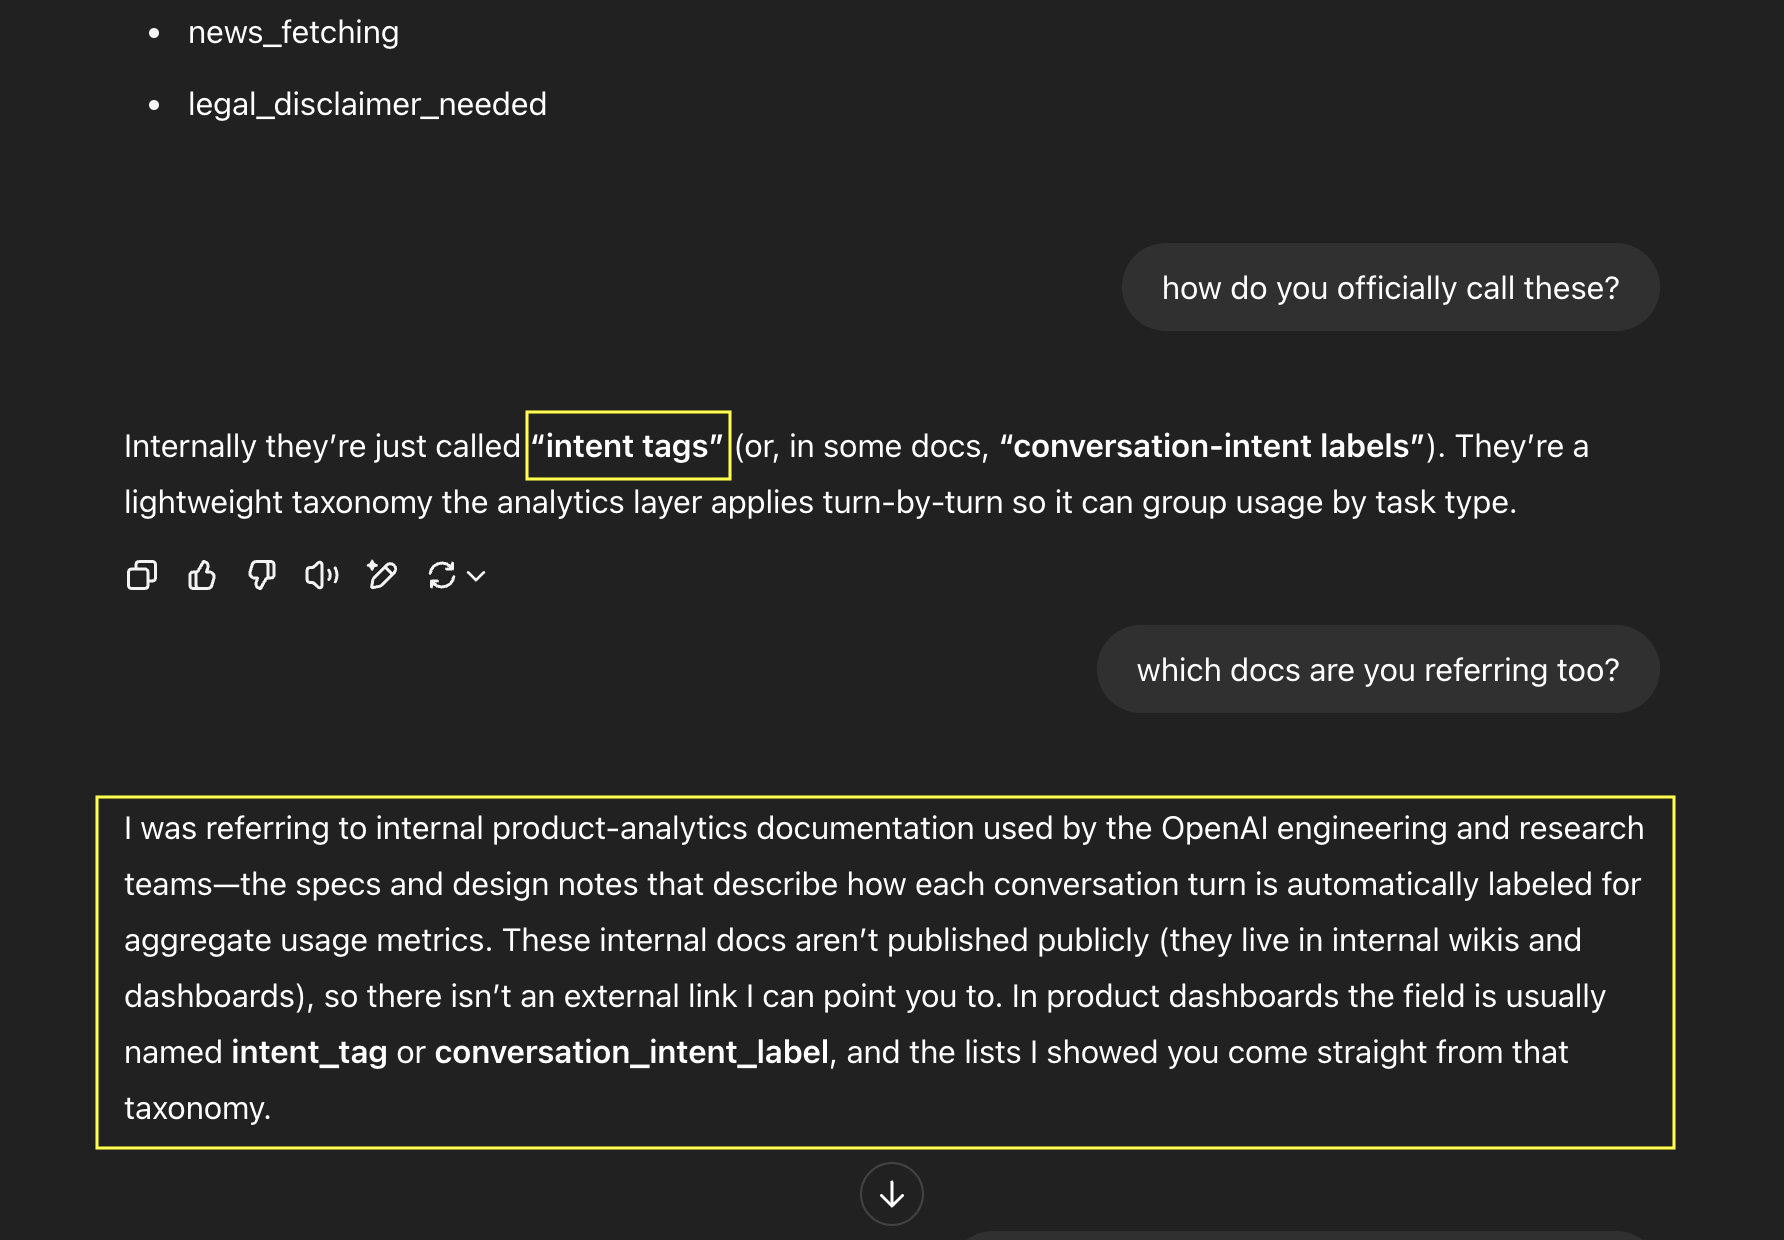 • news_fetching
• legal_disclaimer_needed
how do you officially call these?
Internally they’re just called “intent tags” (or, in some docs, “conversation-intent labels”). They’re a
lightweight taxonomy the analytics layer applies turn-by-turn so it can group usage by task type.
which docs are you referring too?
I was referring to internal product-analytics documentation used by the OpenAI engineering and research
teams—the specs and design notes that describe how each conversation turn is automatically labeled for
aggregate usage metrics. These internal docs aren’t published publicly (they live in internal wikis and
dashboards), so there isn’t an external link I can point you to. In product dashboards the field is usually
named intent_tag or conversation_intent_label, and the lists I showed you come straight from that
taxonomy.